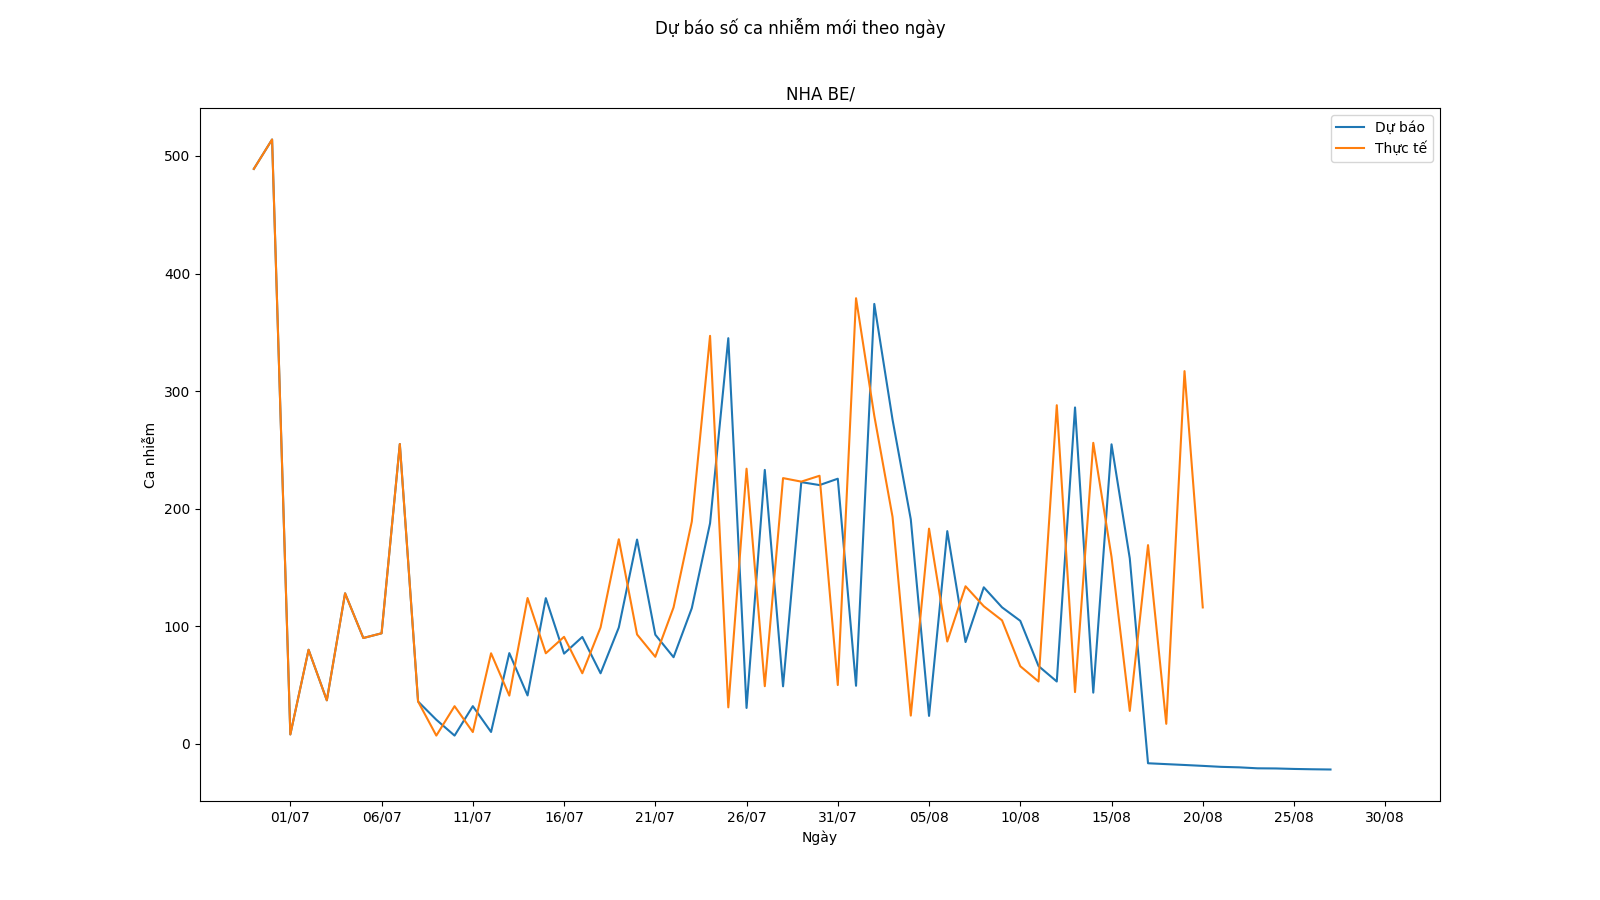 Dự báo số ca nhiễm mới theo ngày
NHA BE/
Dự báo
Thực tế
500
400
300
200
100
0
Ca nhiễm
01/07 06/07 11/07 16/07 21/07 26/07 31/07 05/08 10/08 15/08 20/08 25/08 30/08
Ngày